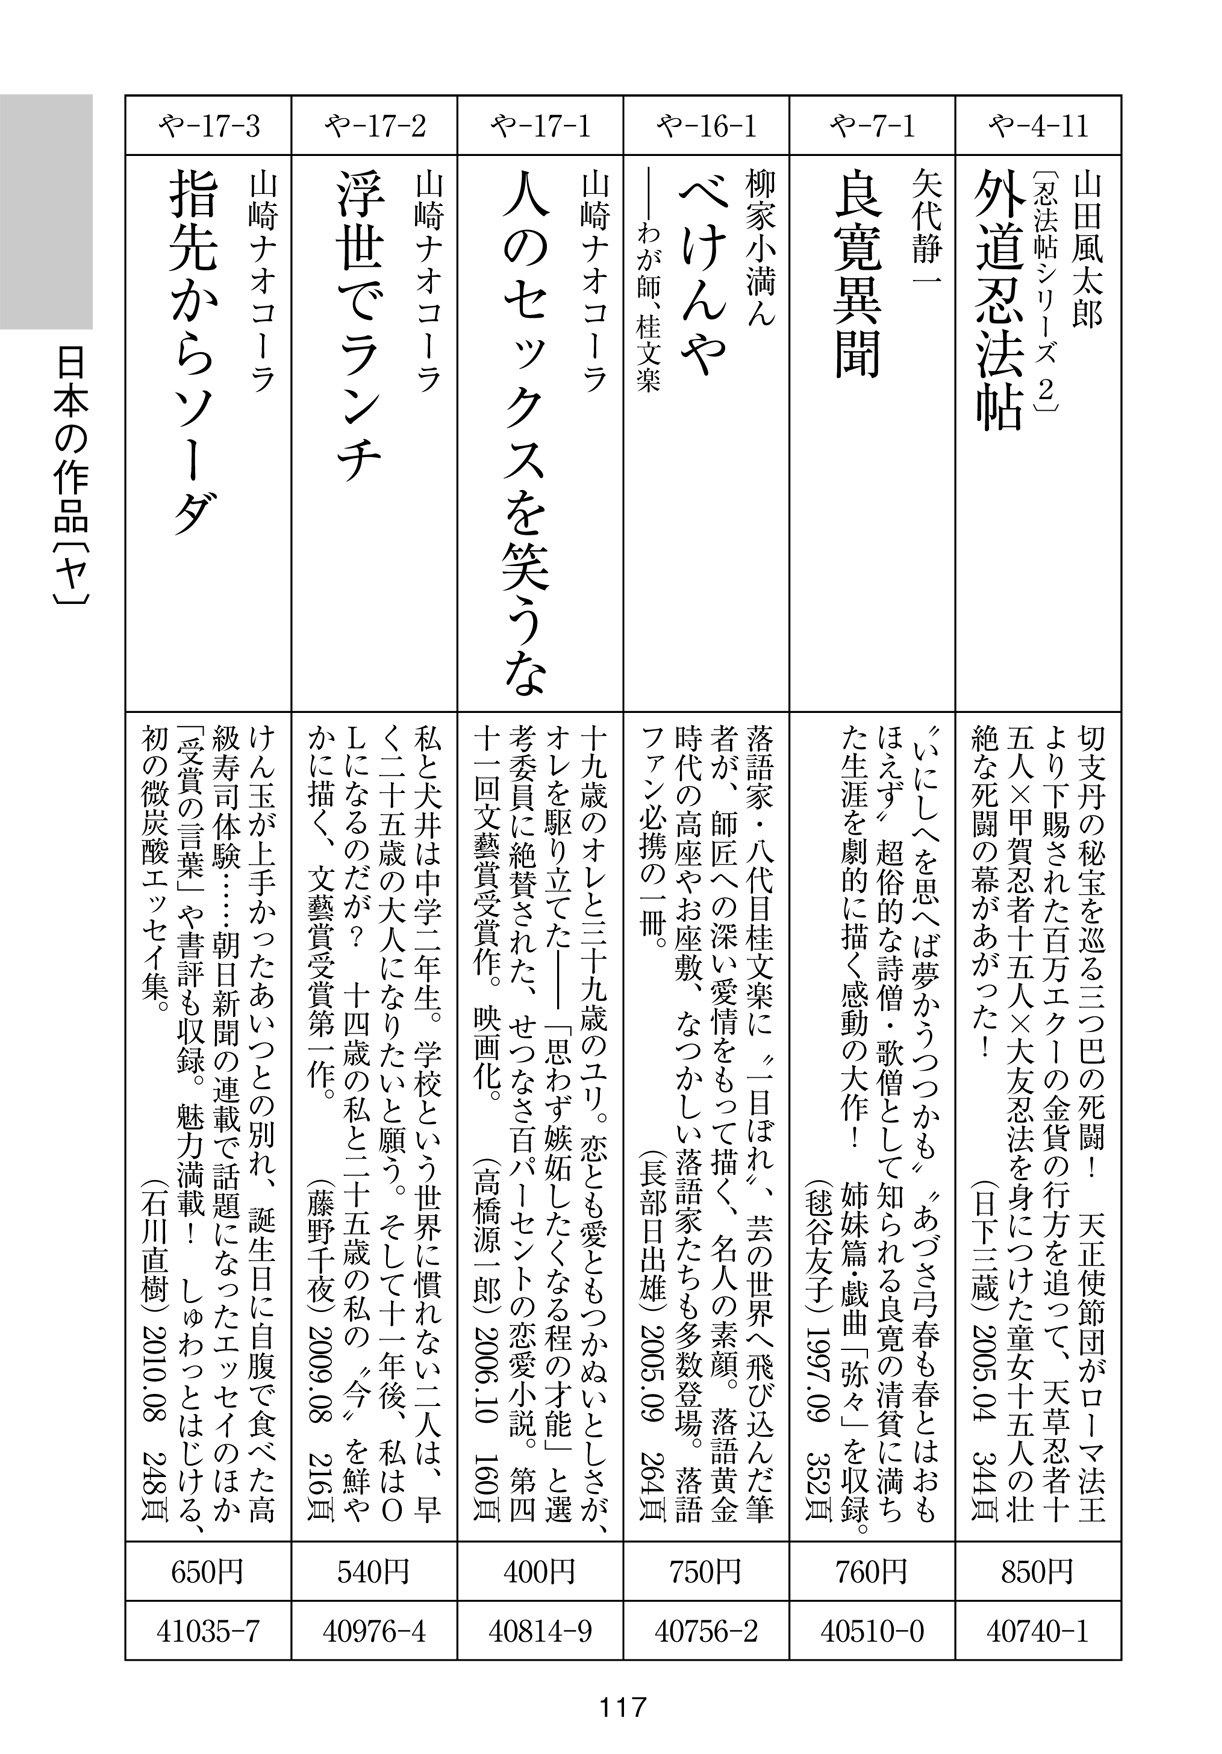 や-4-11
山田風太郎
〔忍法帖シリーズ 2〕
外道忍法帖
切支丹の秘宝を巡る三つ巴の死闘！　天正使節団がローマ法王
より下賜された百万エクーの金貨の行方を追って、天草忍者十
五人×甲賀忍者十五人×大友忍法を身につけた童女十五人の壮
絶な死闘の幕があがった！
（日下三蔵）2005.04　344頁
850円
40740-1
や-7-1
矢代静一
良寛異聞
〝いにしへを思へば夢かうつつかも〟〝あづさ弓春も春とはおも
ほえず〟超俗的な詩僧・歌僧として知られる良寛の清貧に満ち
た生涯を劇的に描く感動の大作！　姉妹篇・戯曲「弥々」を収録。
（毬谷友子）1997.09　352頁
760円
40510-0
や-16-1
柳家小満ん
べけんや
――わが師、桂文楽
落語家・八代目桂文楽に〝一目ぼれ〟、芸の世界へ飛び込んだ筆
者が、師匠への深い愛情をもって描く、名人の素顔。落語黄金
時代の高座やお座敷、なつかしい落語家たちも多数登場。落語
ファン必携の一冊。
（長部日出雄）2005.09　264頁
750円
40756-2
や-17-1
山崎ナオコーラ
人のセックスを笑うな
十九歳のオレと三十九歳のユリ。恋とも愛ともつかぬいとしさが、
オレを駆り立てた――「思わず嫉妬したくなる程の才能」と選
考委員に絶賛された、せつなさ百パーセントの恋愛小説。第四
十一回文藝賞受賞作。映画化。
（高橋源一郎）2006.10　160頁
400円
40814-9
や-17-2
山崎ナオコーラ
浮世でランチ
私と犬井は中学二年生。学校という世界に慣れない二人は、早
く二十五歳の大人になりたいと願う。そして十一年後、私はO
Lになるのだが？　十四歳の私と二十五歳の私の〝今〟を鮮や
かに描く、文藝賞受賞第一作。
（藤野千夜）2009.08　216頁
540円
40976-4
や-17-3
山崎ナオコーラ
指先からソーダ
けん玉が上手かったあいつとの別れ、誕生日に自腹で食べた高
級寿司体験……朝日新聞の連載で話題になったエッセイのほか
「受賞の言葉」や書評も収録。魅力満載！　しゅわっとはじける、
初の微炭酸エッセイ集。
（石川直樹）2010.08　248頁
650円
41035-7
日本の作品〔ヤ〕
117